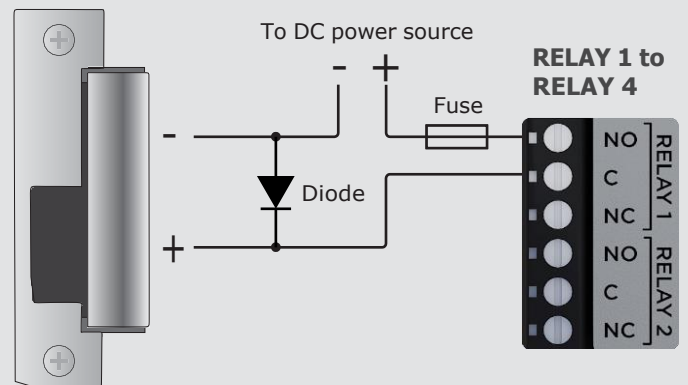 To DC power source
- +
RELAY 1 to
RELAY 4
Fuse
-
Diode
+
NO
C
NC
RELAY 1
NO
C
NC
RELAY 2